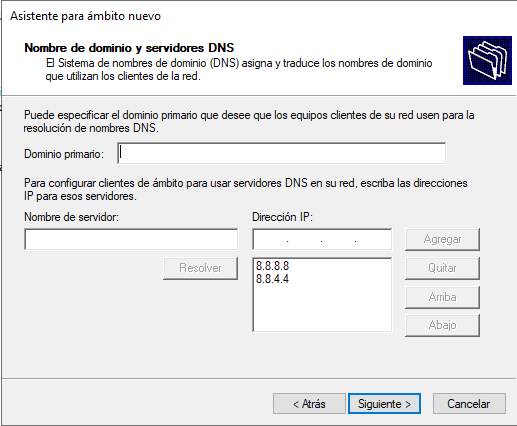 Asistente para ámbito nuevo
Nombre de dominio y servidores DNS
El Sistema de nombres de dominio (DNS) asigna y traduce los nombres de dominio
que utilizan los clientes de la red.
Puede especificar el dominio primario que desee que los equipos clientes de su red usen para la
resolución de nombres DNS.
Dominio primario:
Para configurar clientes de ámbito para usar servidores DNS en su red, escriba las direcciones
IP para esos servidores.
Nombre de servidor: Dirección IP:
. . . Agregar
Resolver 8.8.8.8 Quitar
8.8.4.4
Arriba
Abajo
< Atrás Siguiente > Cancelar